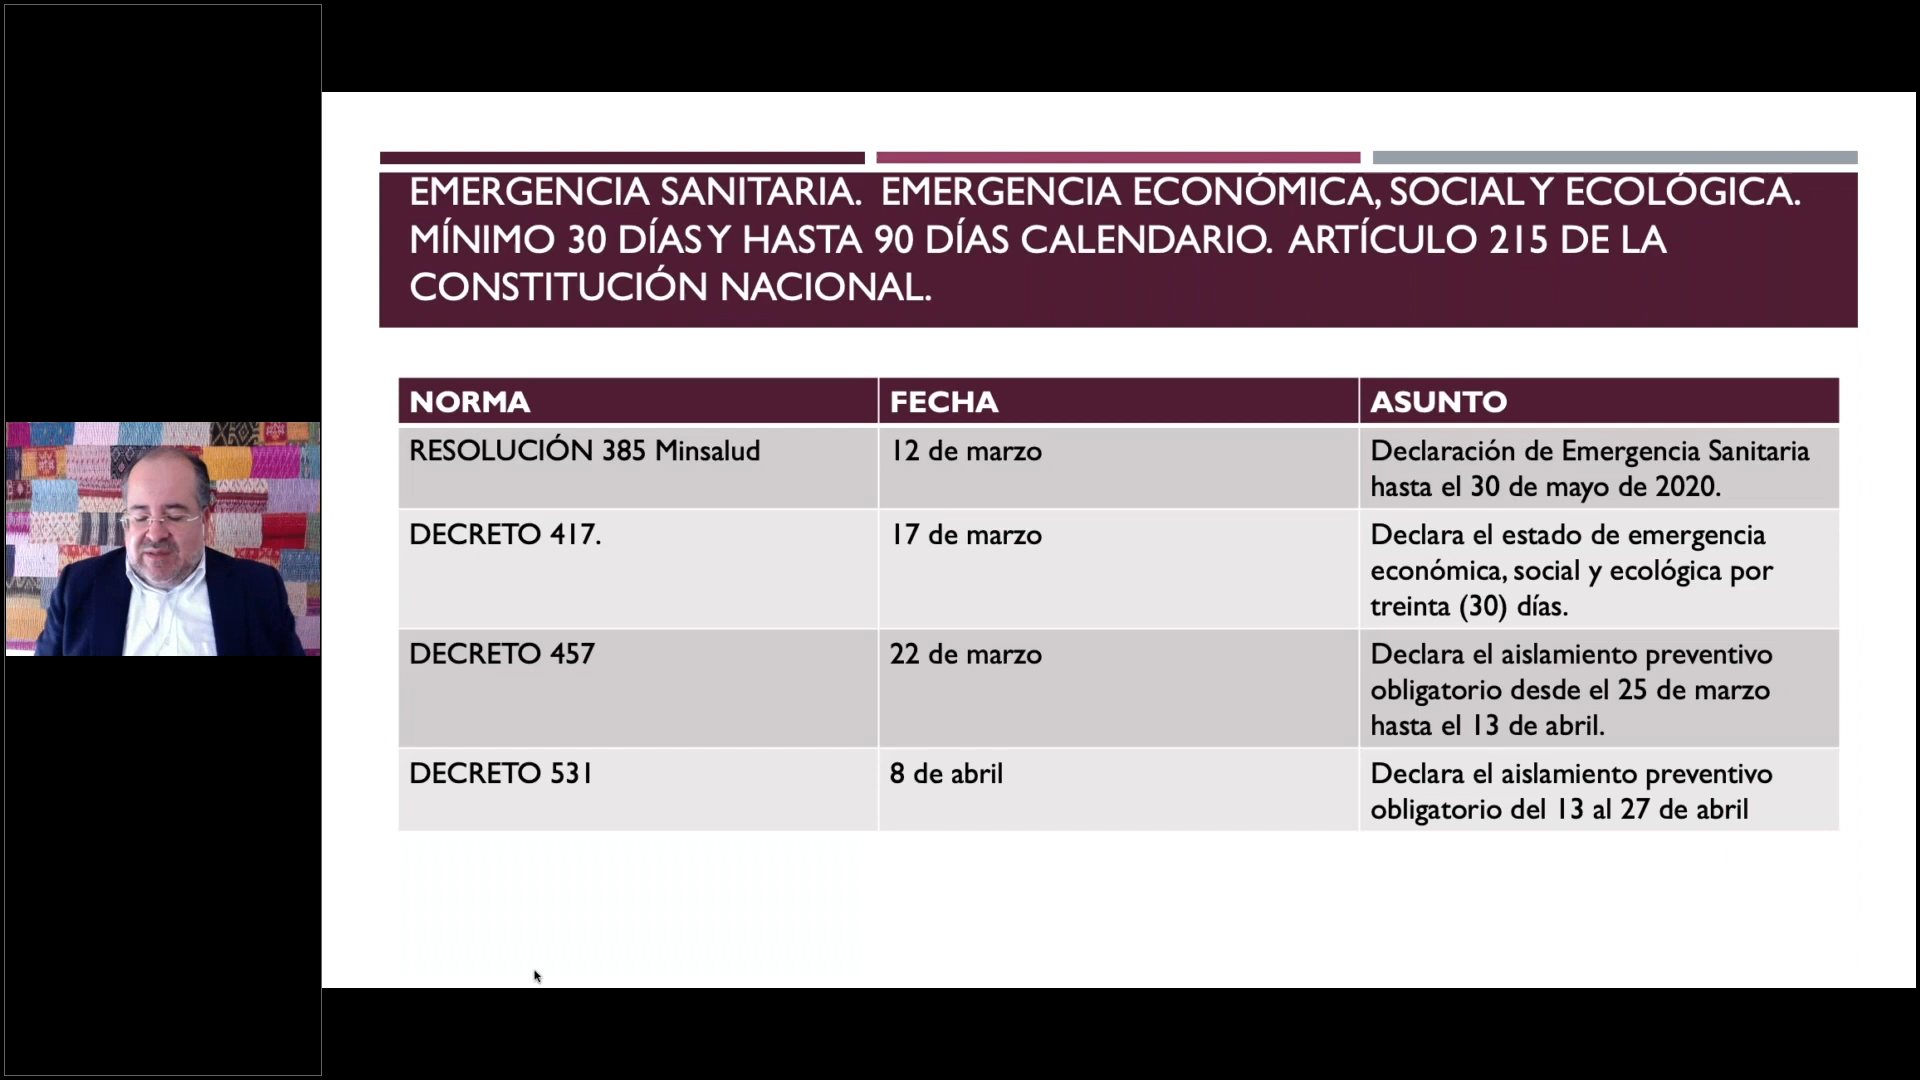 EMERGENCIA SANITARIA. EMERGENCIA ECONÓMICA, SOCIAL Y ECOLÓGICA.
MÍNIMO 30 DÍAS Y HASTA 90 DÍAS CALENDARIO. ARTÍCULO 215 DE LA
CONSTITUCIÓN NACIONAL.
NORMA
FECHA
ASUNTO
RESOLUCIÓN 385 Minsalud
12 de marzo
Declaración de Emergencia Sanitaria
hasta el 30 de mayo de 2020.
DECRETO 417.
17 de marzo
Declara el estado de emergencia
económica, social y ecológica por
treinta (30) días.
DECRETO 457
22 de marzo
Declara el aislamiento preventivo
obligatorio desde el 25 de marzo
hasta el 13 de abril.
DECRETO 531
8 de abril
Declara el aislamiento preventivo
obligatorio del 13 al 27 de abril